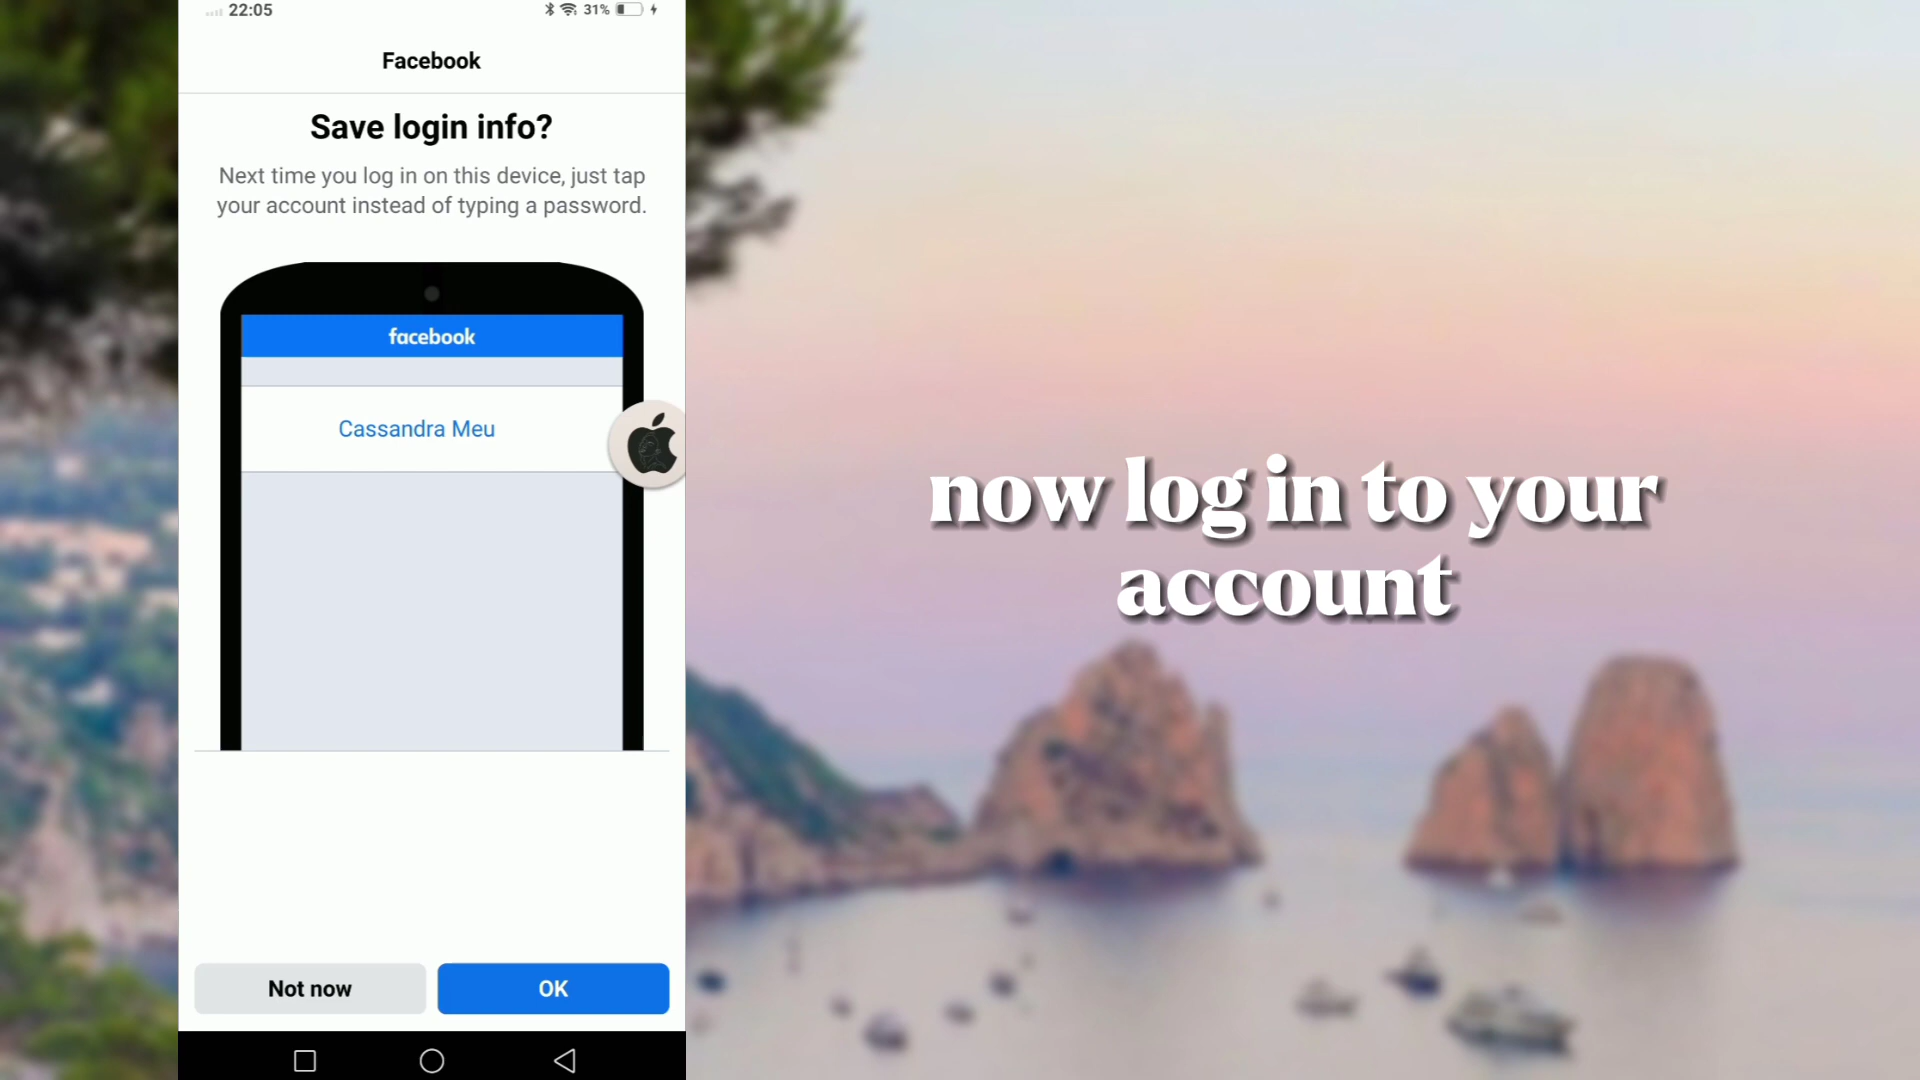 22:05
31%
Facebook
Save login info?
Next time you log in on this device, just tap
your account instead of typing a password.
facebook
Cassandra Meu
Not now
OK
now log in to your
account